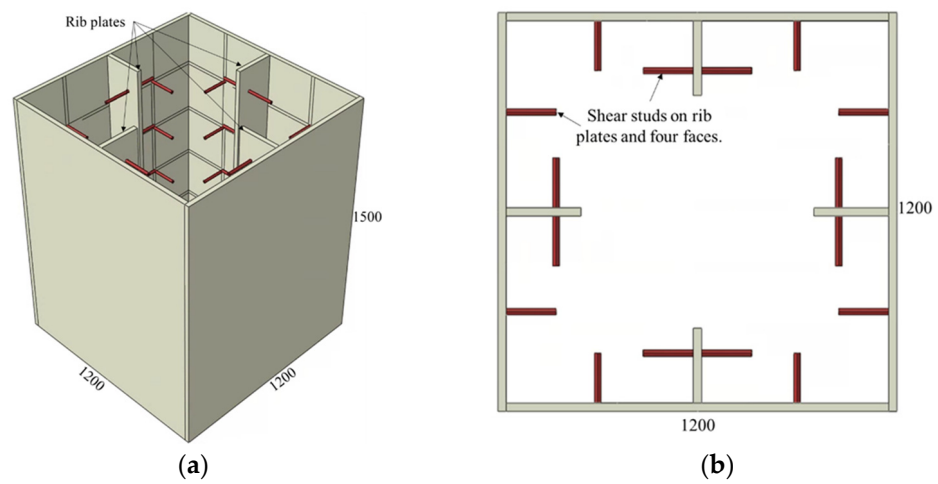 Rib plates
1500
1200
1200
(a)
Shear studs on rib
plates and four faces.
1200
1200
(b)